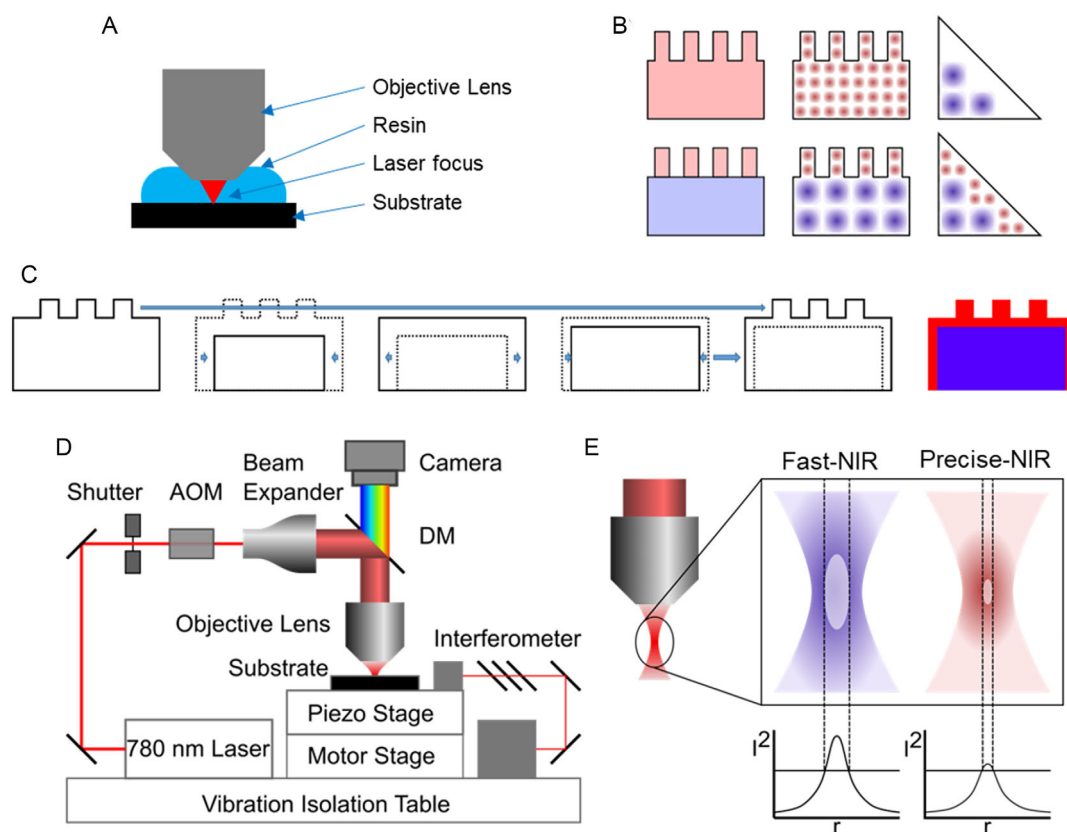 A
Objective Lens
Resin
Laser focus
Substrate
B
C
D
Shutter
AOM
Beam
Expander
Camera
DM
Objective Lens
Substrate
Interferometer
Piezo Stage
780 nm Laser
Motor Stage
Vibration Isolation Table
E
Fast-NIR
Precise-NIR
I²
r
I²
r